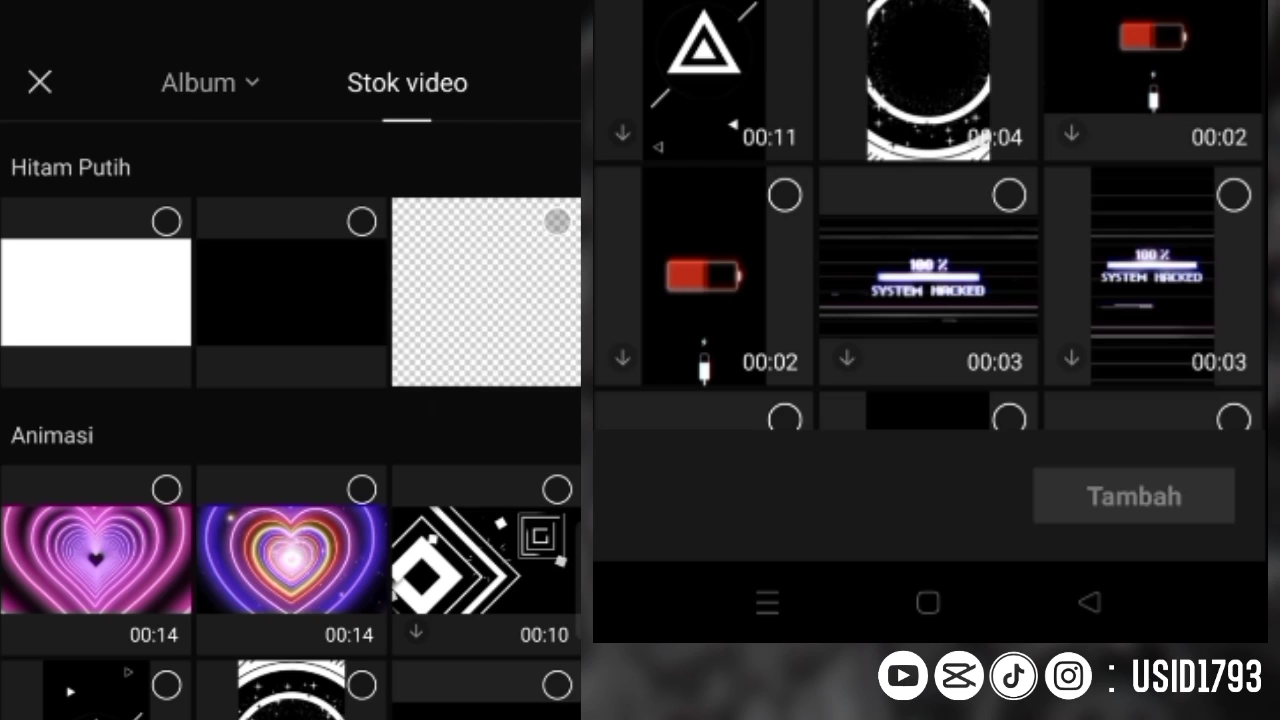 Album
Stok video
Hitam Putih
Animasi
00:14
00:14
00:10
00:11
00:04
00:02
100 %
SYSTEM HACKED
100 %
SYSTEM HACKED
00:02
00:03
00:03
Tambah
: USID1793